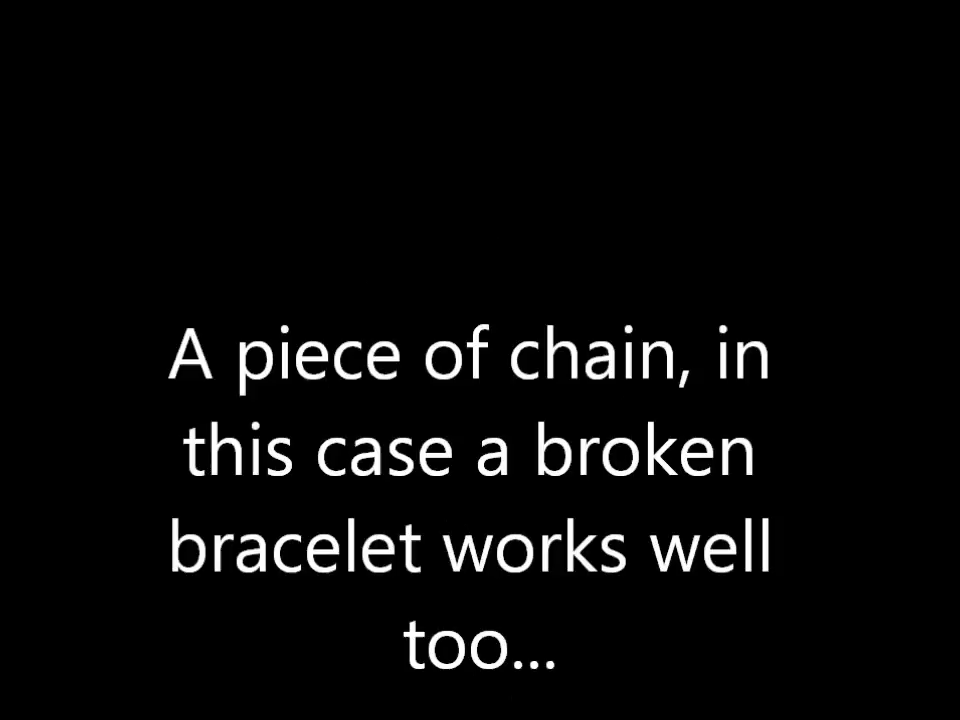 A piece of chain, in
this case a broken
bracelet works well
too...